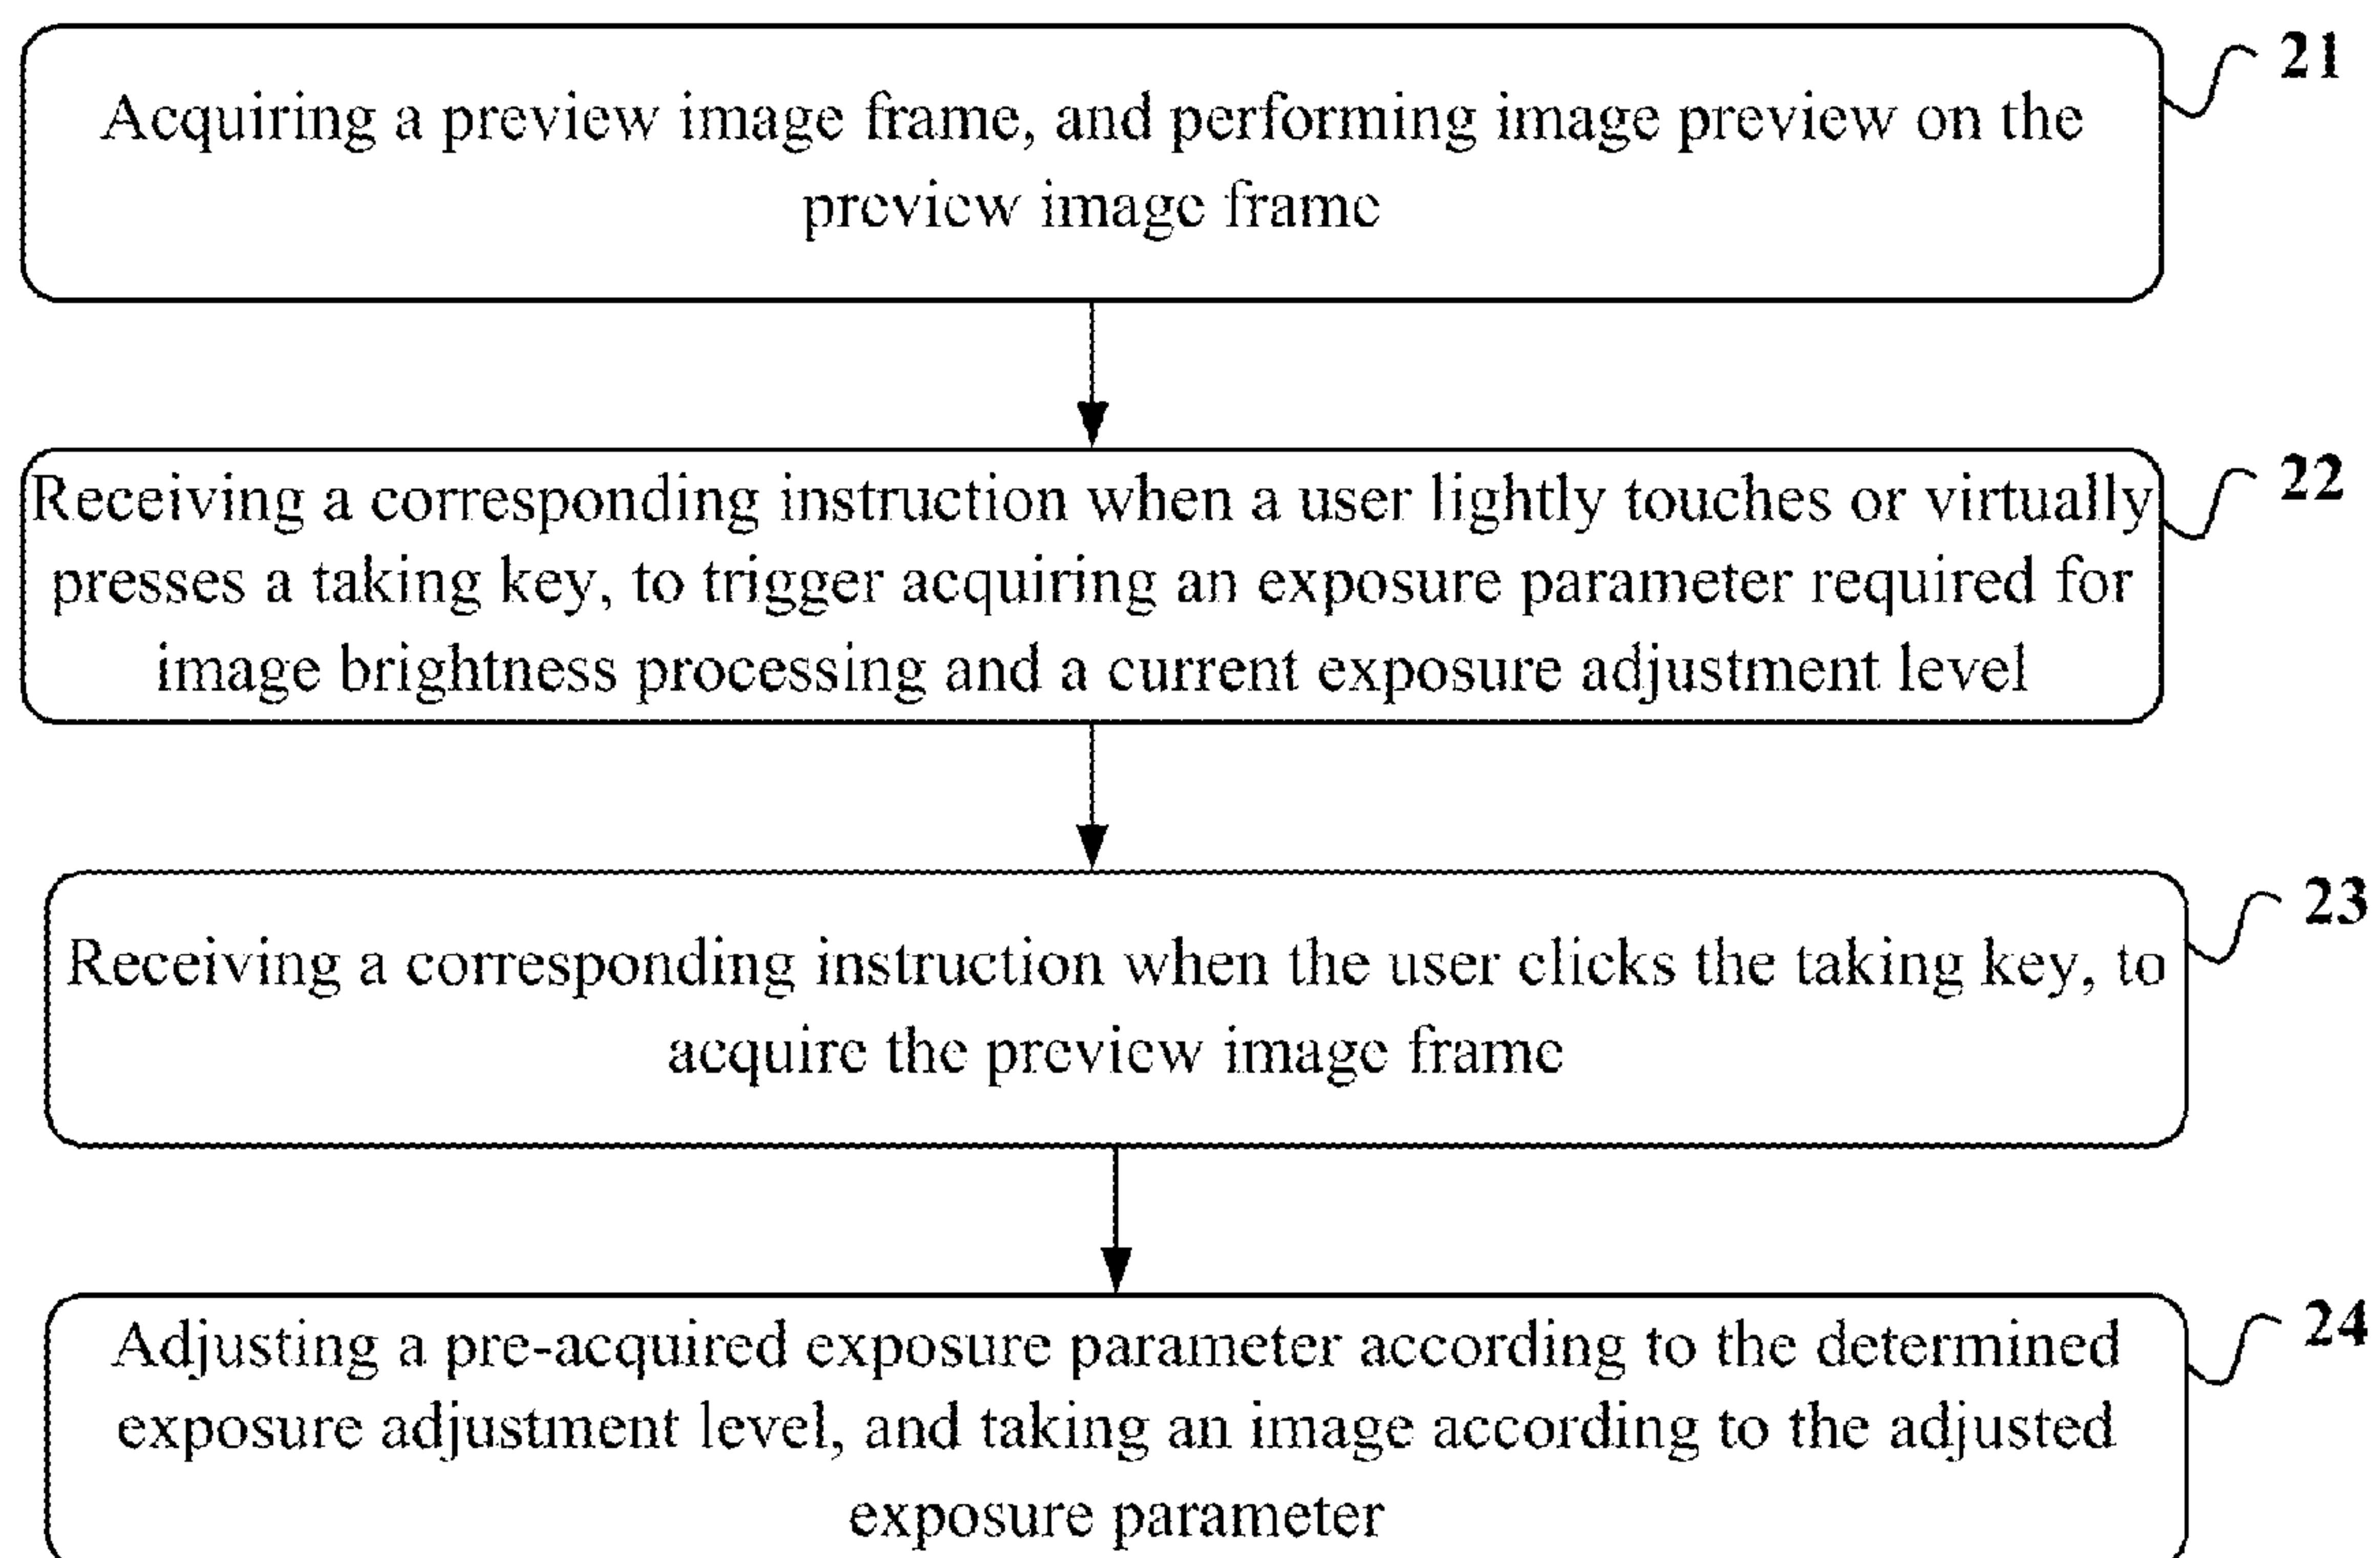 21
Acquiring a preview image frame, and performing image preview on the
preview image frame
22
Receiving a corresponding instruction when a user lightly touches or virtually
presses a taking key, to trigger acquiring an exposure parameter required for
image brightness processing and a current exposure adjustment level
23
Receiving a corresponding instruction when the user clicks the taking key, to
acquire the preview image frame
24
Adjusting a pre-acquired exposure parameter according to the determined
exposure adjustment level, and taking an image according to the adjusted
exposure parameter